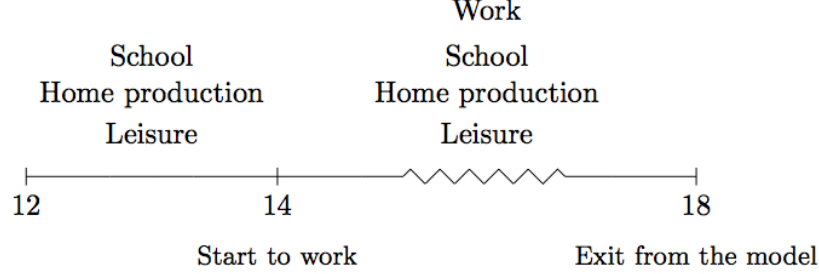 Work
School
School
Home production
Home production
Leisure
Leisure
12
14
18
Start to work
Exit from the model